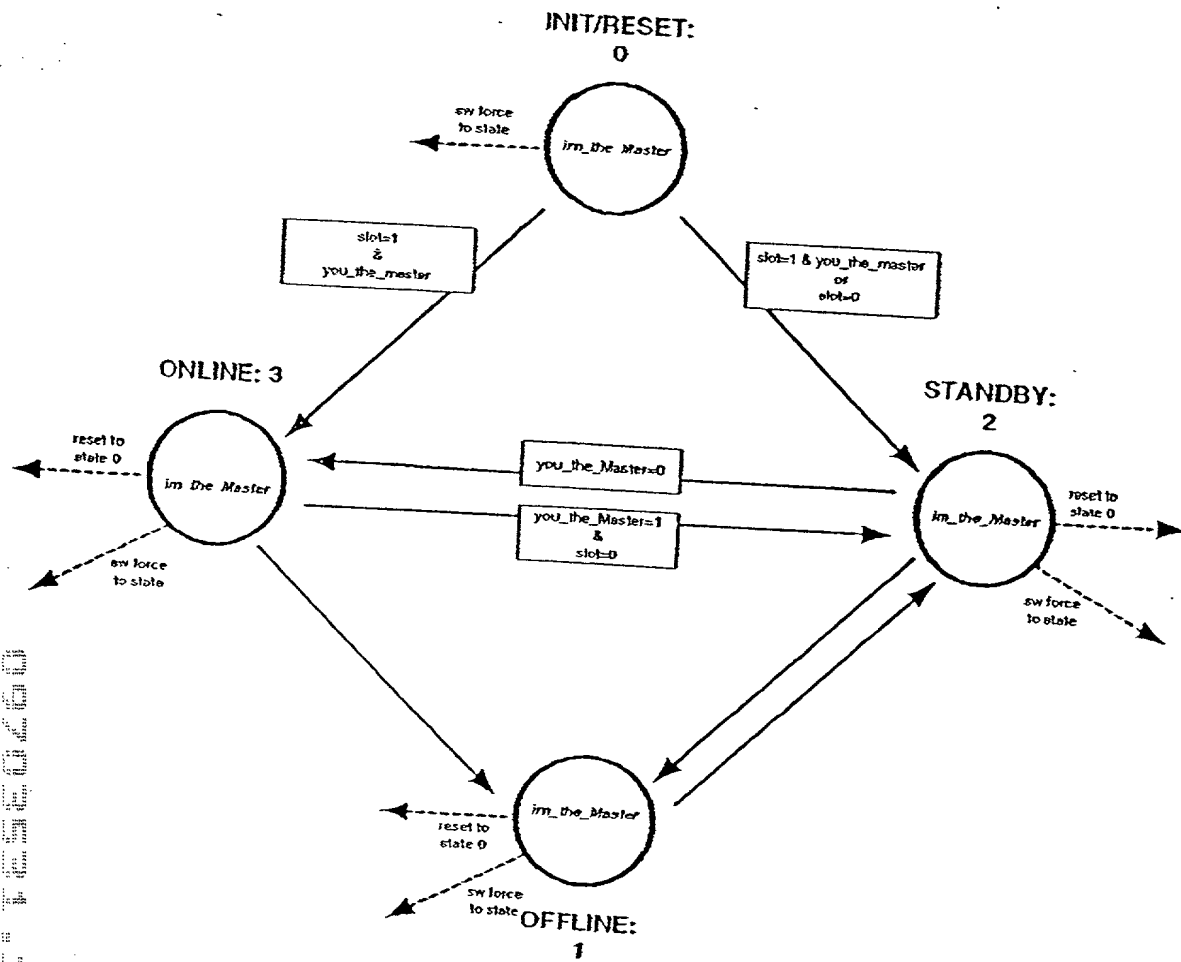 INIT/RESET:
0
sw force
to state
im_the Master
slot=1
&
you_the_master
slot=1 & you_the_master
or
slot=0
ONLINE: 3
STANDBY:
2
reset to
state 0
im the Master
sw force
to state
you_the_Master=0
you_the_Master=1
&
slot=0
im_the_Master
reset to
state 0
sw force
to state
im_the_Master
reset to
state 0
sw force
to state
OFFLINE:
1